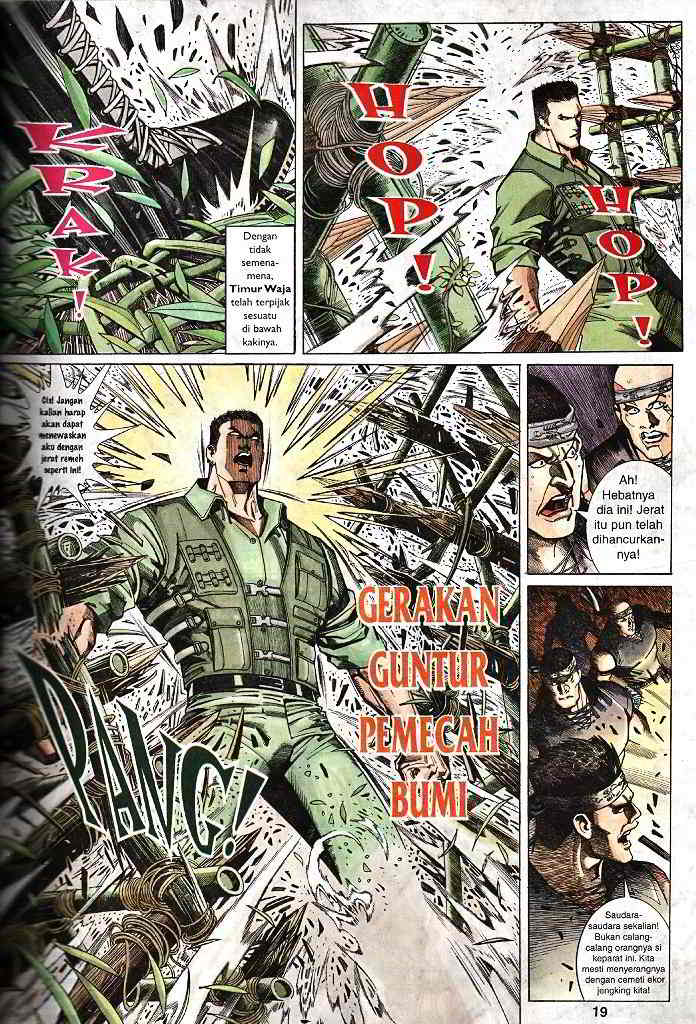 KRAK!
Dengan
tidak
semena-
mena,
Timur Waja
telah terpijak
sesuatu
di bawah
kakinya.
HOP!
HOP!
Cis! Jangan
kalian harap
akan dapat
menewaskan
aku dengan
jerat remeh
seperti ini!
GERAKAN
GUNTUR
PEMECAH
BUMI
PANG!
Ah!
Hebatnya
dia ini! Jerat
itu pun telah
dihancurkan-
nya!
Saudara-
saudara sekalian!
Bukan calang-
calang orangnya si
keparat ini. Kita
mesti menyerangnya
dengan cemeti ekor
jengking kita!
19